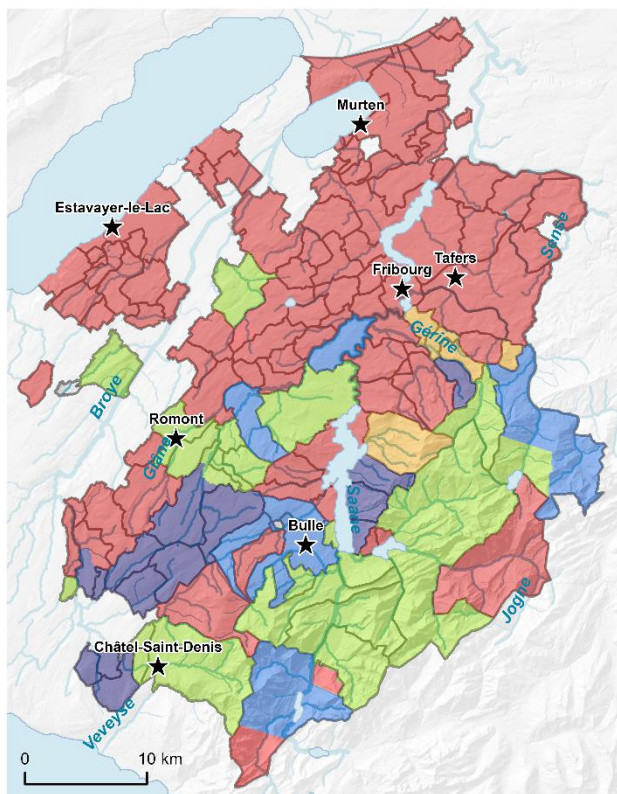 Murten
Estavayer-le-Lac
Sense
Tafers
Fribourg
Gérine
Broye
Romont
Glâne
Saane
Bulle
Jogne
Châtel-Saint-Denis
Veveyse
0 10 km